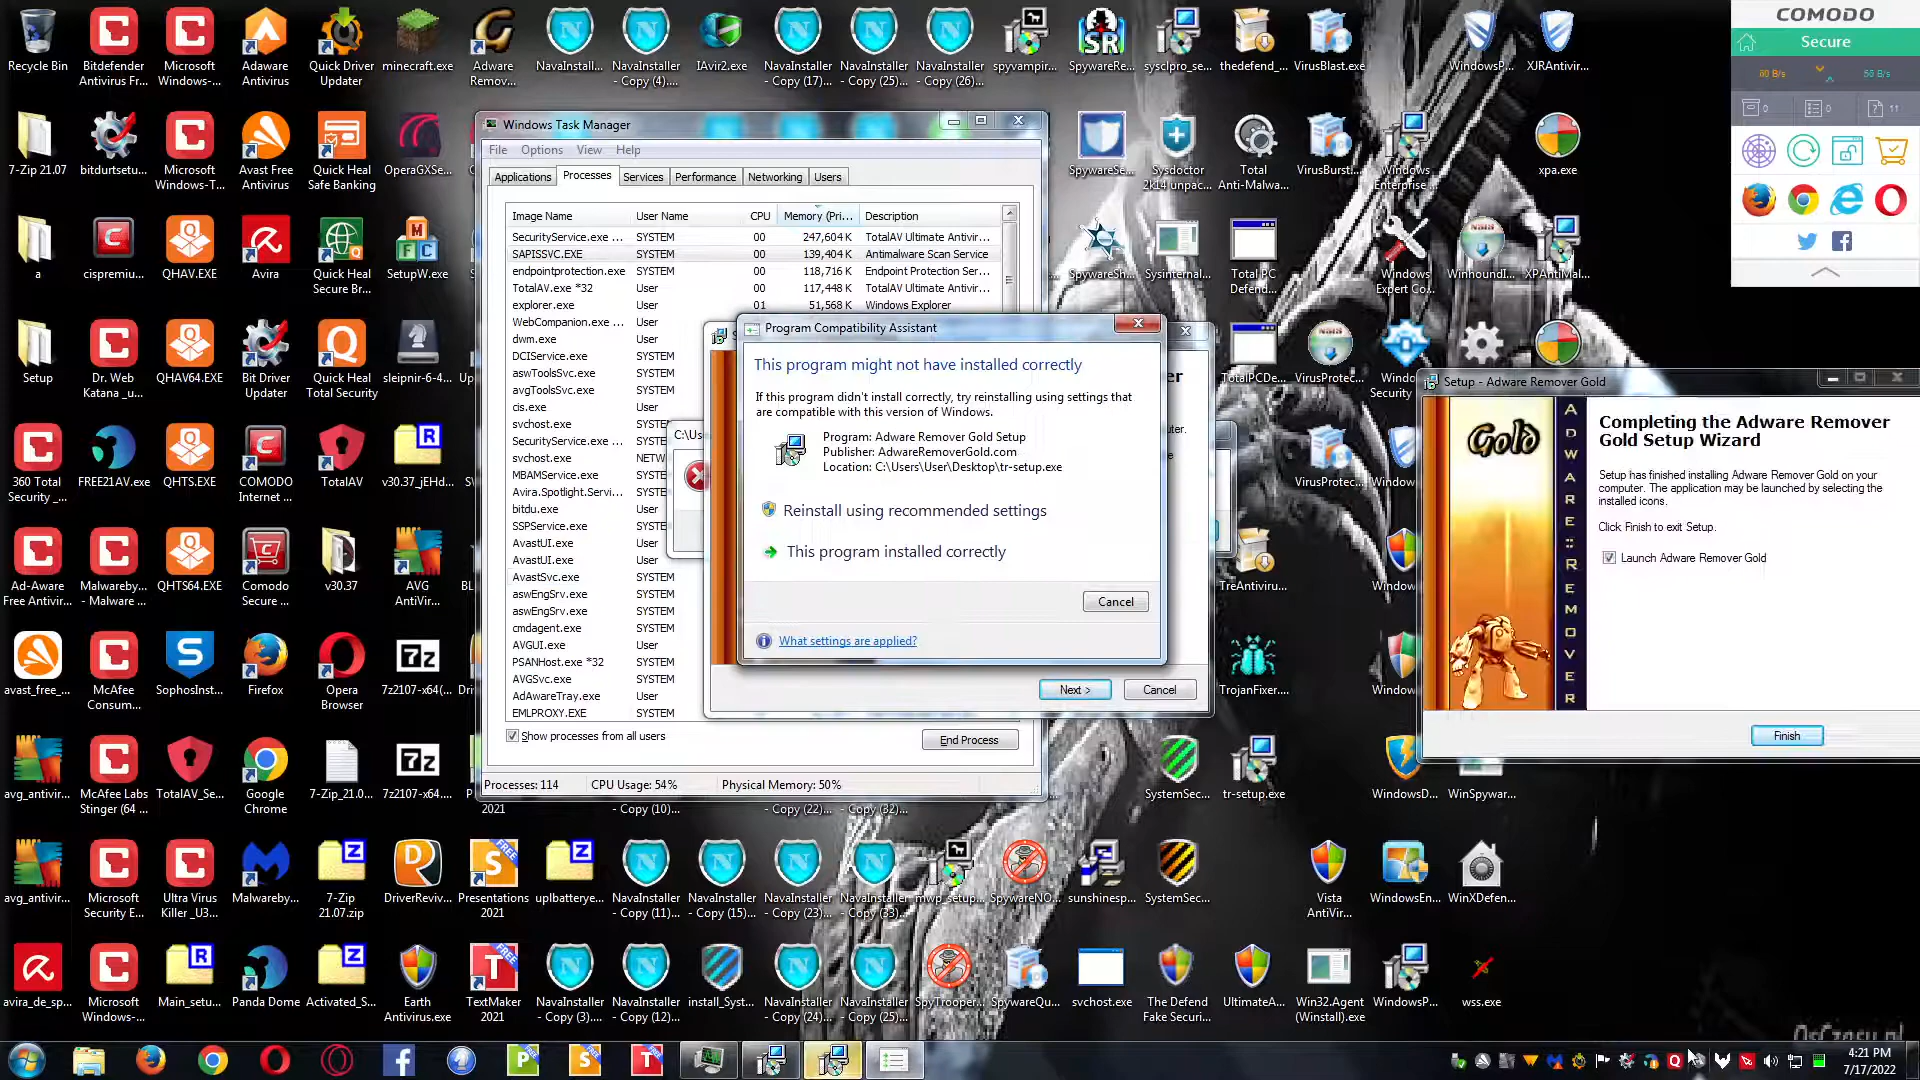 Recycle Bin
Bitdefender
Antivirus Fr...
Microsoft
Windows-...
Adaware
Antivirus
Quick Driver
Updater
minecraft.exe
Adware
Remov...
NavaInstall...
NavaInstaller
- Copy (4)....
IAvir2.exe
NavaInstaller
- Copy (17)...
NavaInstaller
- Copy (25)...
NavaInstaller
- Copy (26)...
spyvampir...
SR
SpywareRe...
sysclpro_se...
thedefend_...
VirusBlast.exe
WindowsP...
XJRAntivir...
COMODO
Secure
60 B/s
56 B/s
0
0
11
7-Zip 21.07
bitdurtsetu...
Microsoft
Windows-T...
Avast Free
Antivirus
Quick Heal
Safe Banking
OperaGXSe...
SpywareSe...
Sysdoctor
2k14 unpac...
Total
Anti-Malwa...
VirusBursti...
Windows
Enterprise ...
xpa.exe
a
cispremiu...
QHAV.EXE
Avira
Quick Heal
Secure Br...
SetupW.exe
SpywareSh...
Sysinternal...
Total PC
Defend...
Windows
Expert Co...
Winhound...
XPAntiMal...
Setup
Dr. Web
Katana _u...
QHAV64.EXE
Bit Driver
Updater
Quick Heal
Total Security
sleipnir-6-4...
TotalPCDe...
VirusProtec...
Security ...
360 Total
Security _...
FREE21AV.exe
QHTS.EXE
COMODO
Internet ...
TotalAV
v30.37_jEHd...
VirusProtec...
Ad-Aware
Free Antivir...
Malwareby...
- Malware ...
QHTS64.EXE
Comodo
Secure ...
v30.37
AVG
AntiVir...
TreAntiviru...
avast_free_...
McAfee
Consum...
SophosInst...
Firefox
Opera
Browser
7z2107-x64(...
TrojanFixer....
avg_antivir...
McAfee Labs
Stinger (64 ...
TotalAV_Se...
Google
Chrome
7-Zip_21.0...
7z2107-x64....
2021
- Copy (10)...
- Copy (22)...
- Copy (32)...
SystemSec...
tr-setup.exe
WindowsD...
WinSpywar...
avg_antivir...
Microsoft
Security E...
Ultra Virus
Killer _U3...
Malwareby...
7-Zip
21.07.zip
DriverReviv...
Presentations
2021
uplbatterye...
NavaInstaller
- Copy (11)...
NavaInstaller
- Copy (15)...
NavaInstaller
- Copy (23)...
NavaInstaller
- Copy (33)...
mwp_setup...
SpywareNO...
sunshinesp...
SystemSec...
Vista
AntiVir...
WindowsEn...
WinXDefen...
avira_de_sp...
Microsoft
Windows-...
Main_setu...
Panda Dome
Activated_S...
Earth
Antivirus.exe
TextMaker
2021
NavaInstaller
- Copy (3)....
NavaInstaller
- Copy (12)...
install_Syst...
NavaInstaller
- Copy (24)...
NavaInstaller
- Copy (25)...
SpyTrooper...
SpywareQu...
svchost.exe
The Defend
Fake Securi...
UltimateA...
Win32.Agent
(Winstall).exe
WindowsP...
wss.exe
Windows Task Manager
File Options View Help
Applications Processes Services Performance Networking Users
Image Name User Name CPU Memory (Pri... Description
SecurityService.exe ... SYSTEM 00 247,604 K TotalAV Ultimate Antivir...
SAPISSVC.EXE SYSTEM 00 139,404 K Antimalware Scan Service
endpointprotection.exe SYSTEM 00 118,716 K Endpoint Protection Ser...
TotalAV.exe *32 User 00 117,448 K TotalAV Ultimate Antivir...
explorer.exe User 01 51,568 K Windows Explorer
WebCompanion.exe ... User
dwm.exe User
DCIService.exe SYSTEM
aswToolsSvc.exe SYSTEM
avgToolsSvc.exe SYSTEM
cis.exe User
svchost.exe SYSTEM
SecurityService.exe ... SYSTEM
svchost.exe NETW
MBAMService.exe SYSTEM
Avira.Spotlight.Servi... SYSTEM
bitdu.exe User
SSPService.exe SYSTEM
AvastUI.exe User
AvastUI.exe User
AvastSvc.exe SYSTEM
aswEngSrv.exe SYSTEM
aswEngSrv.exe SYSTEM
cmdagent.exe SYSTEM
AVGUI.exe User
PSANHost.exe *32 SYSTEM
AVGSvc.exe SYSTEM
AdAwareTray.exe User
EMLPROXY.EXE SYSTEM
Show processes from all users
End Process
Processes: 114 CPU Usage: 54% Physical Memory: 50%
C:\Use
Program Compatibility Assistant
This program might not have installed correctly
If this program didn't install correctly, try reinstalling using settings that
are compatible with this version of Windows.
Program: Adware Remover Gold Setup
Publisher: AdwareRemoverGold.com
Location: C:\Users\User\Desktop\tr-setup.exe
Reinstall using recommended settings
This program installed correctly
Cancel
What settings are applied?
Next >
Cancel
Setup - Adware Remover Gold
Gold
ADWARE::REMOVER
Completing the Adware Remover
Gold Setup Wizard
Setup has finished installing Adware Remover Gold on your
computer. The application may be launched by selecting the
installed icons.
Click Finish to exit Setup.
Launch Adware Remover Gold
Finish
OsCzasu.pl
4:21 PM
7/17/2022